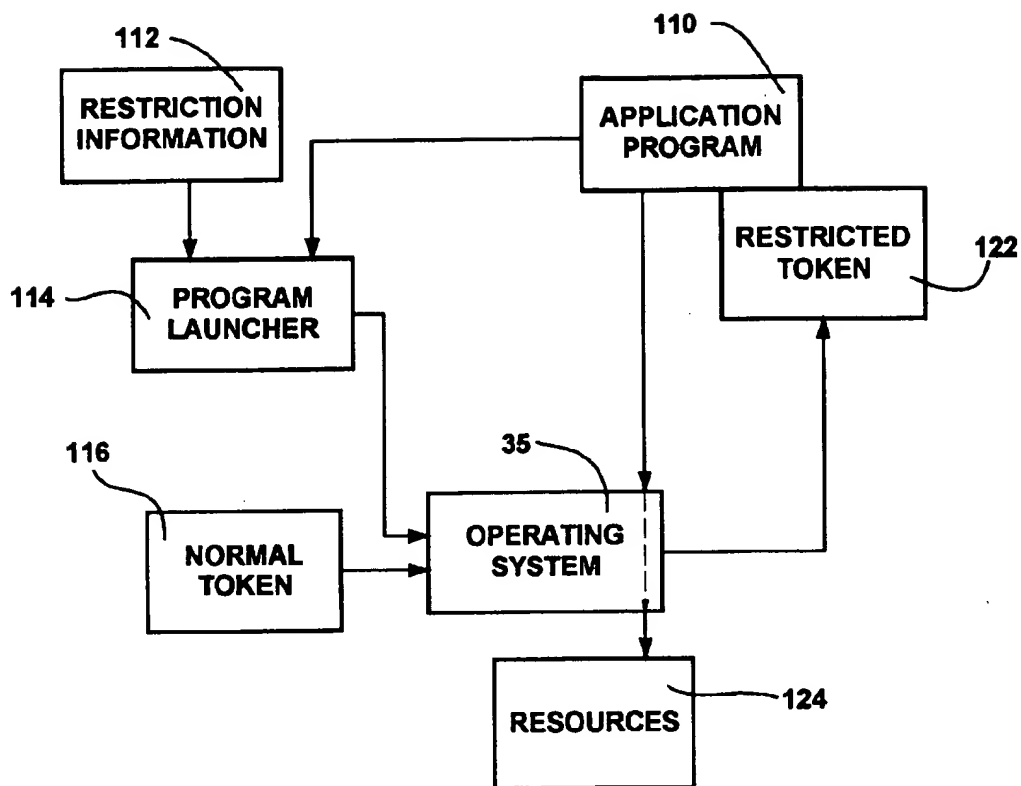 112
RESTRICTION
INFORMATION
110
APPLICATION
PROGRAM
RESTRICTED
TOKEN
122
114
PROGRAM
LAUNCHER
116
NORMAL
TOKEN
35
OPERATING
SYSTEM
RESOURCES
124